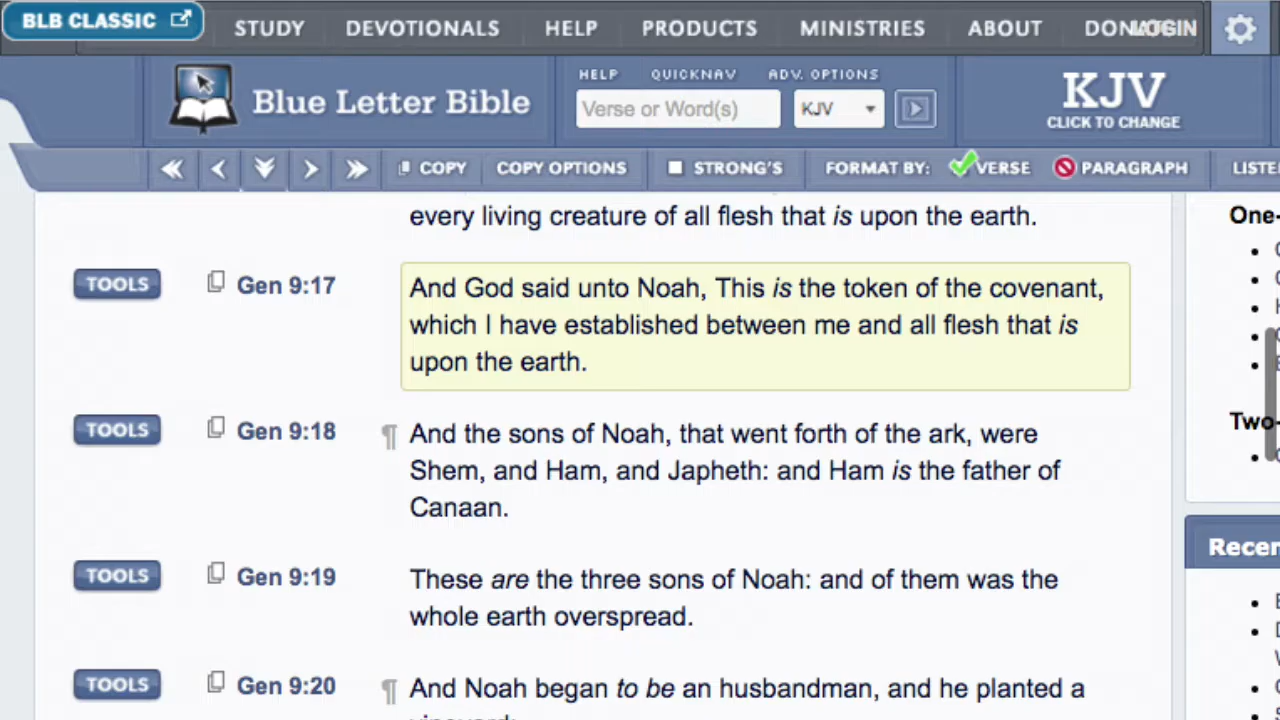 BLB CLASSIC
STUDY DEVOTIONALS HELP PRODUCTS MINISTRIES ABOUT LOGIN
HELP QUICKNAV ADV. OPTIONS
Blue Letter Bible
Verse or Word(s) KJV
KJV
CLICK TO CHANGE
COPY COPY OPTIONS STRONG'S FORMAT BY: VERSE PARAGRAPH
every living creature of all flesh that is upon the earth.
One-
TOOLS Gen 9:17 And God said unto Noah, This is the token of the covenant,
which I have established between me and all flesh that is
upon the earth.
Two-
TOOLS Gen 9:18 ¶ And the sons of Noah, that went forth of the ark, were
Shem, and Ham, and Japheth: and Ham is the father of
Canaan.
Recen
TOOLS Gen 9:19 These are the three sons of Noah: and of them was the
whole earth overspread.
TOOLS Gen 9:20 ¶ And Noah began to be an husbandman, and he planted a